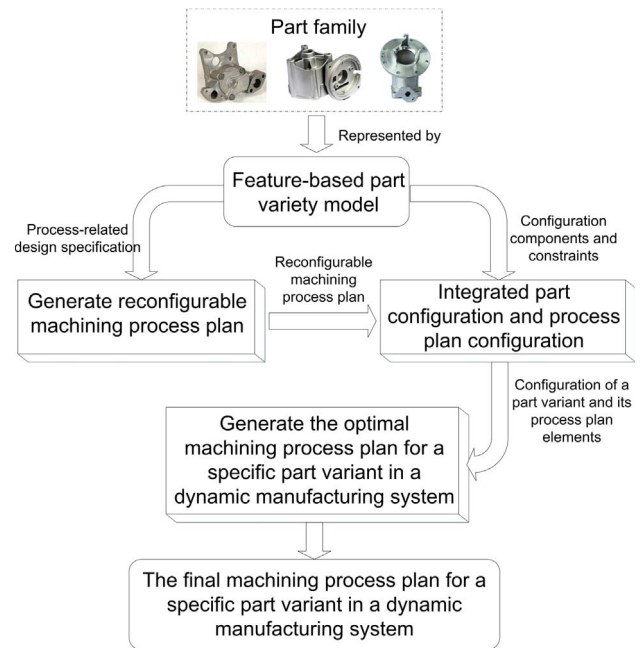 Part family
Represented by
Feature-based part
variety model
Process-related
design specification
Configuration
components and
constraints
Reconfigurable
machining
process plan
Generate reconfigurable
machining process plan
Integrated part
configuration and process
plan configuration
Configuration of a
part variant and its
process plan
elements
Generate the optimal
machining process plan for a
specific part variant in a
dynamic manufacturing system
The final machining process plan for a
specific part variant in a dynamic
manufacturing system